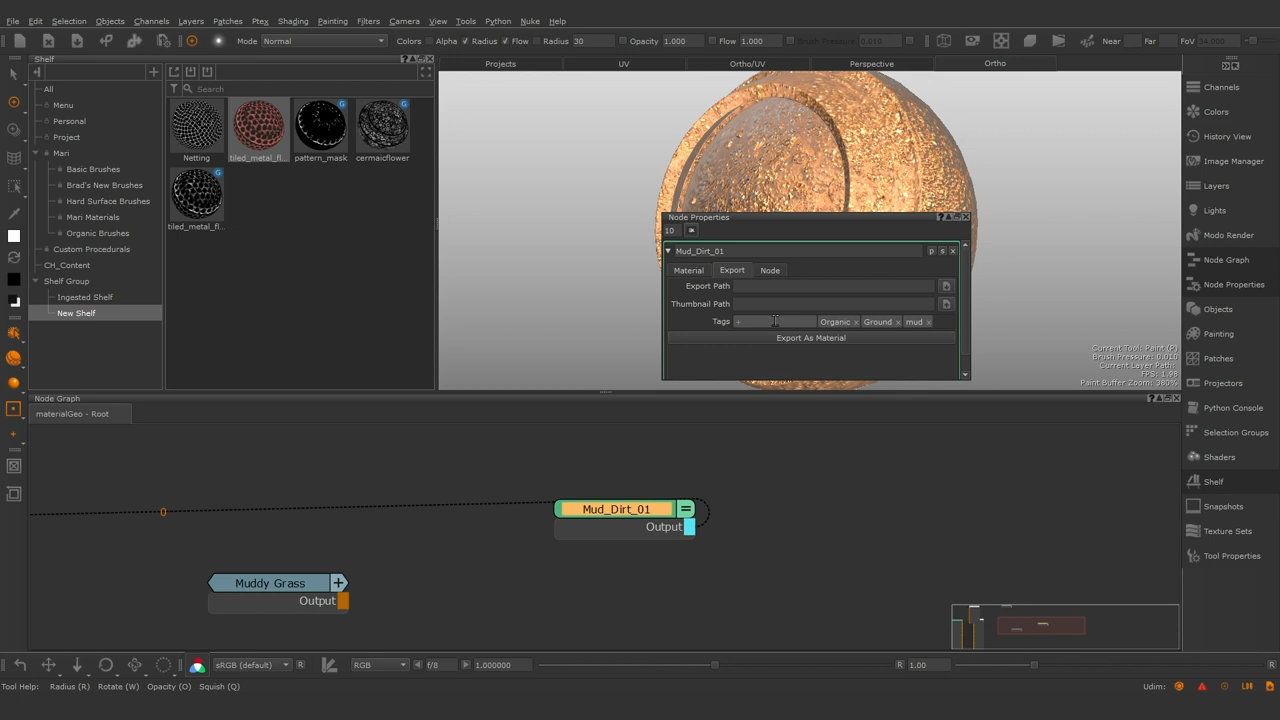 File Edit Selection Objects Channels Layers Patches Ptex Shading Painting Filters Camera View Tools Python Nuke Help
Mode Normal Colors Alpha Radius Flow Radius 30 Opacity 1.000 Flow 1.000 Brush Pressure 0.010 Near Far FoV 34.000
Shelf
Projects UV Ortho/UV Perspective Ortho
All
Menu
Personal
Project
Mari
Basic Brushes
Brad's New Brushes
Hard Surface Brushes
Mari Materials
Organic Brushes
Custom Procedurals
CH_Content
Shelf Group
Ingested Shelf
New Shelf
Search
G
G
Netting tiled_metal_fl... pattern_mask cermaicflower
G
tiled_metal_fl...
Node Properties
10
Mud_Dirt_01 p s x
Material Export Node
Export Path
Thumbnail Path
Tags + Organic x Ground x mud x
Export As Material
Current Tool: Paint (P)
Brush Pressure: 0.010
Current Layer Path:
FPS: 1.98
Paint Buffer Zoom: 380%
Channels
Colors
History View
Image Manager
Layers
Lights
Modo Render
Node Graph
Node Properties
Objects
Painting
Patches
Projectors
Python Console
Selection Groups
Shaders
Shelf
Snapshots
Texture Sets
Tool Properties
Node Graph
materialGeo - Root
0
Mud_Dirt_01 =
Output
Muddy Grass +
Output
sRGB (default) R RGB f/8 1.000000 R 1.00 R
Tool Help: Radius (R) Rotate (W) Opacity (O) Squish (Q) Udim: